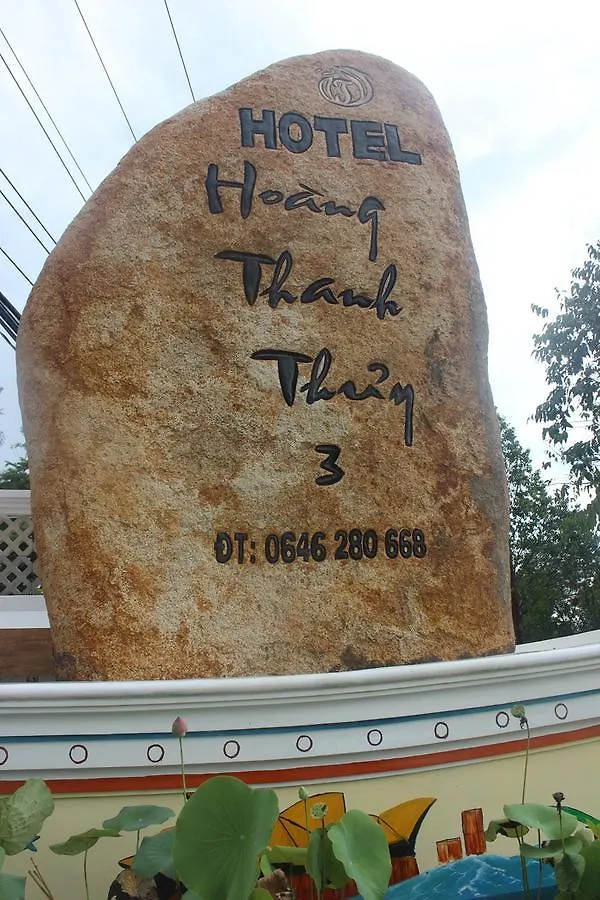 HOTEL
Hoàng
Thanh
Thủy
3
ĐT: 0646 280 668